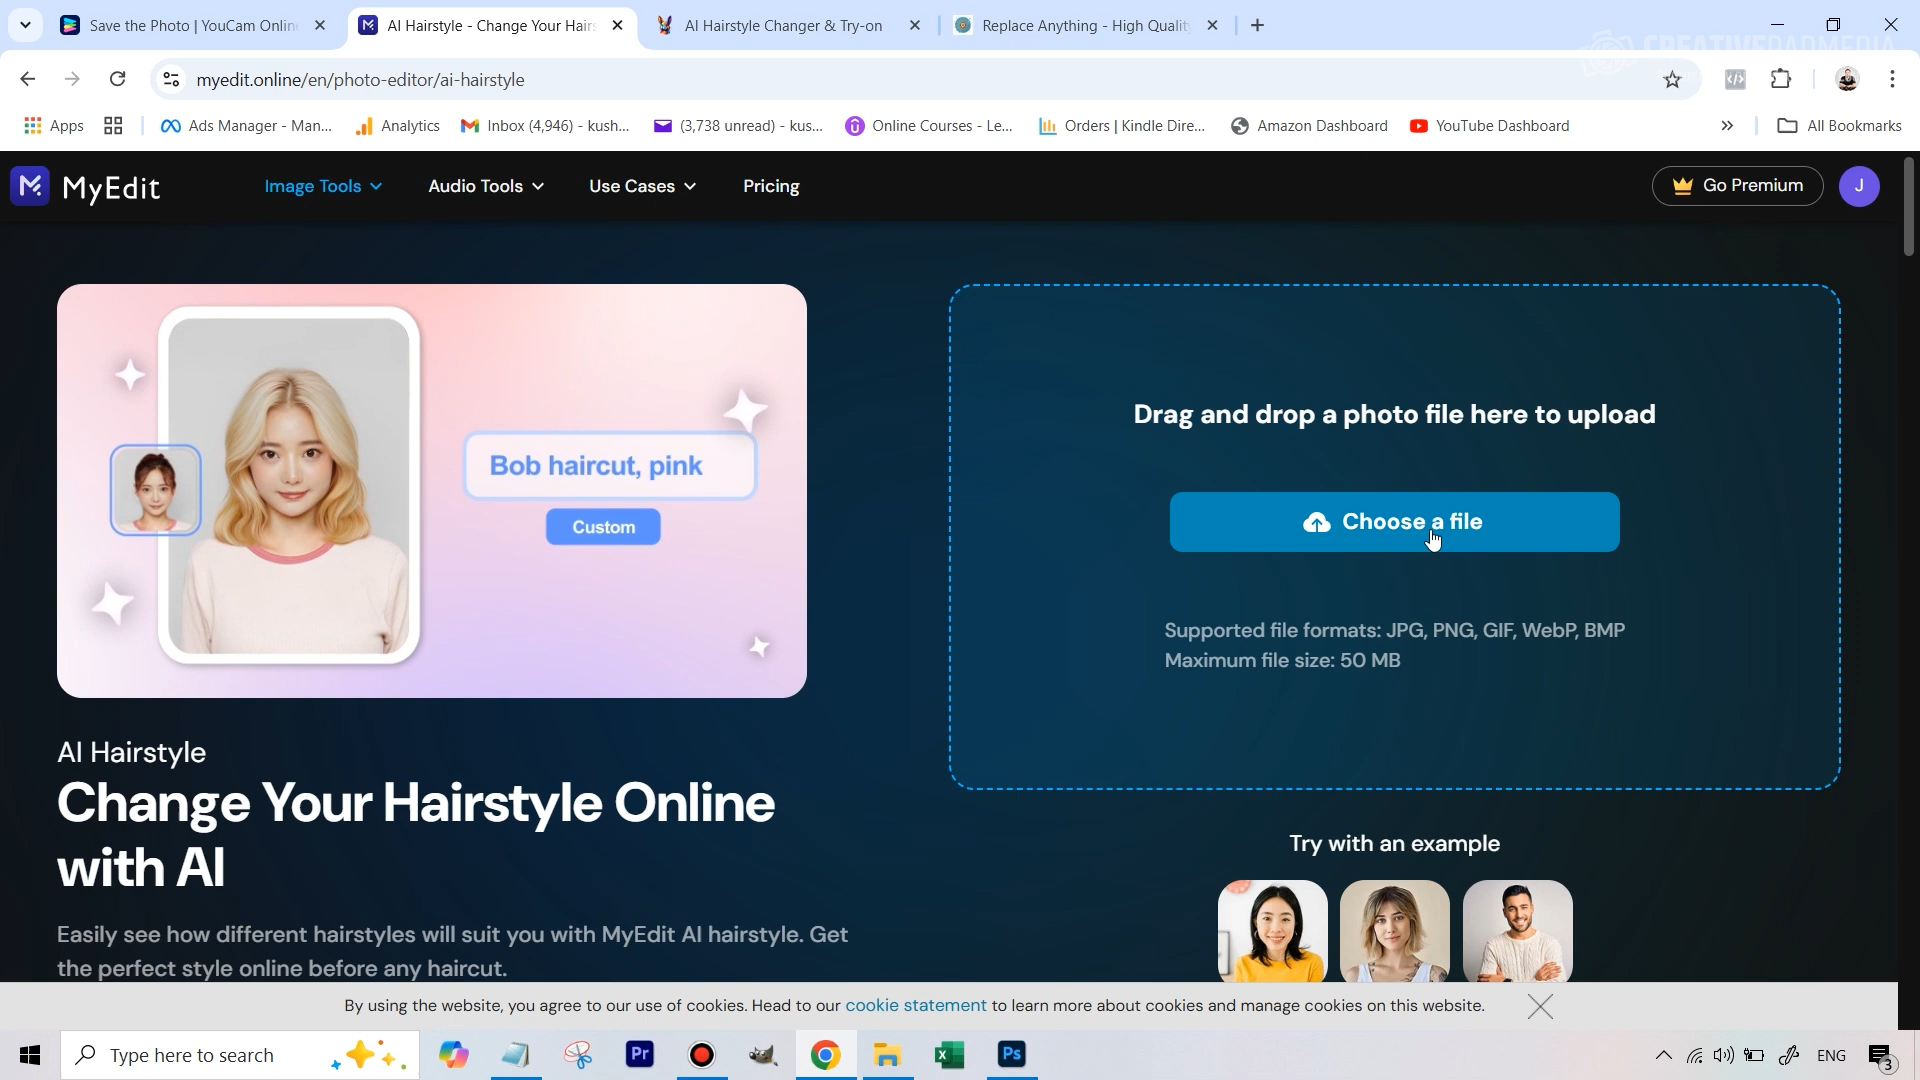 Save the Photo | YouCam Onlin
AI Hairstyle - Change Your Hairs
AI Hairstyle Changer & Try-on
Replace Anything - High Quality
CREATIVEPADMEDIA
myedit.online/en/photo-editor/ai-hairstyle
Apps
Ads Manager - Man...
Analytics
Inbox (4,946) - kush...
(3,738 unread) - kus...
Online Courses - Le...
Orders | Kindle Dire...
Amazon Dashboard
YouTube Dashboard
All Bookmarks
MyEdit
Image Tools
Audio Tools
Use Cases
Pricing
Go Premium
J
Bob haircut, pink
Custom
Drag and drop a photo file here to upload
Choose a file
Supported file formats: JPG, PNG, GIF, WebP, BMP
Maximum file size: 50 MB
AI Hairstyle
Change Your Hairstyle Online
with AI
Easily see how different hairstyles will suit you with MyEdit AI hairstyle. Get
the perfect style online before any haircut.
Try with an example
By using the website, you agree to our use of cookies. Head to our cookie statement to learn more about cookies and manage cookies on this website.
Type here to search
Pr
Ps
ENG
3